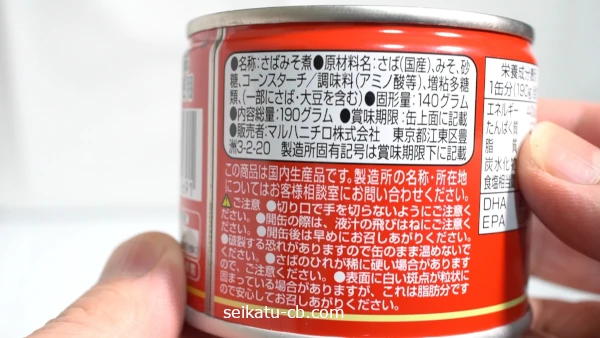 ●名称：さばみそ煮●原材料名：さば（国産）、みそ、砂
糖、コーンスターチ／調味料（アミノ酸等）、増粘多糖
類、（一部にさば・大豆を含む）●固形量：140グラム
●内容総量：190グラム●賞味期限：缶上面に記載
●販売者：マルハニチロ株式会社　東京都江東区豊
洲3-2-20　製造所固有記号は賞味期限下に記載
この商品は国内生産品です。製造所の名称・所在地
についてはお客様相談室にお問い合わせください。
⚠ご注意 ●切り口で手を切らないようにご注意く
ださい。●開缶の際は、液汁の飛びはねにご注意く
ださい。●開缶後は早めにお召しあがりください。
●破裂する恐れがありますので缶のまま温めないで
ください。●さばのひれが稀に硬い場合があります
ので、ご注意ください。●表面に白い斑点が粒状に
固まっている場合がありますが、これは脂肪分です
ので安心してお召しあがりください。
栄養成分
1缶分(190g
エネルギー
たんぱく質
脂質
炭水化
食塩相当
DHA
EPA
seikatu-cb.com